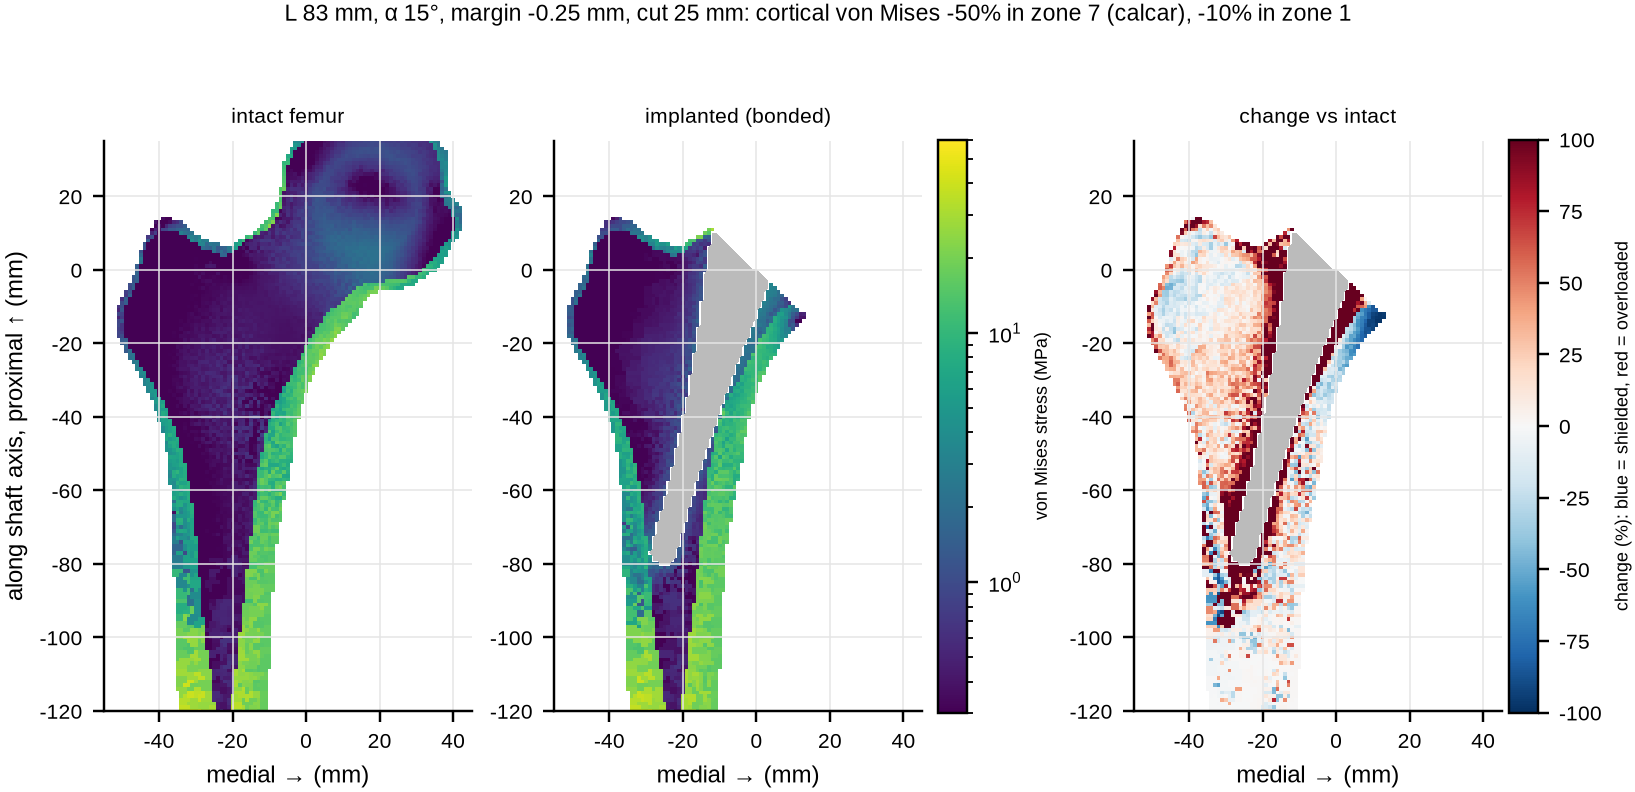 L 83 mm, α 15°, margin -0.25 mm, cut 25 mm: cortical von Mises -50% in zone 7 (calcar), -10% in zone 1
intact femur
implanted (bonded)
change vs intact
along shaft axis, proximal ↑ (mm)
20
0
-20
-40
-60
-80
-100
-120
-40 -20 0 20 40
medial → (mm)
20
0
-20
-40
-60
-80
-100
-120
-40 -20 0 20 40
medial → (mm)
10¹
10⁰
von Mises stress (MPa)
20
0
-20
-40
-60
-80
-100
-120
-40 -20 0 20 40
medial → (mm)
100
75
50
25
0
-25
-50
-75
-100
change (%): blue = shielded, red = overloaded